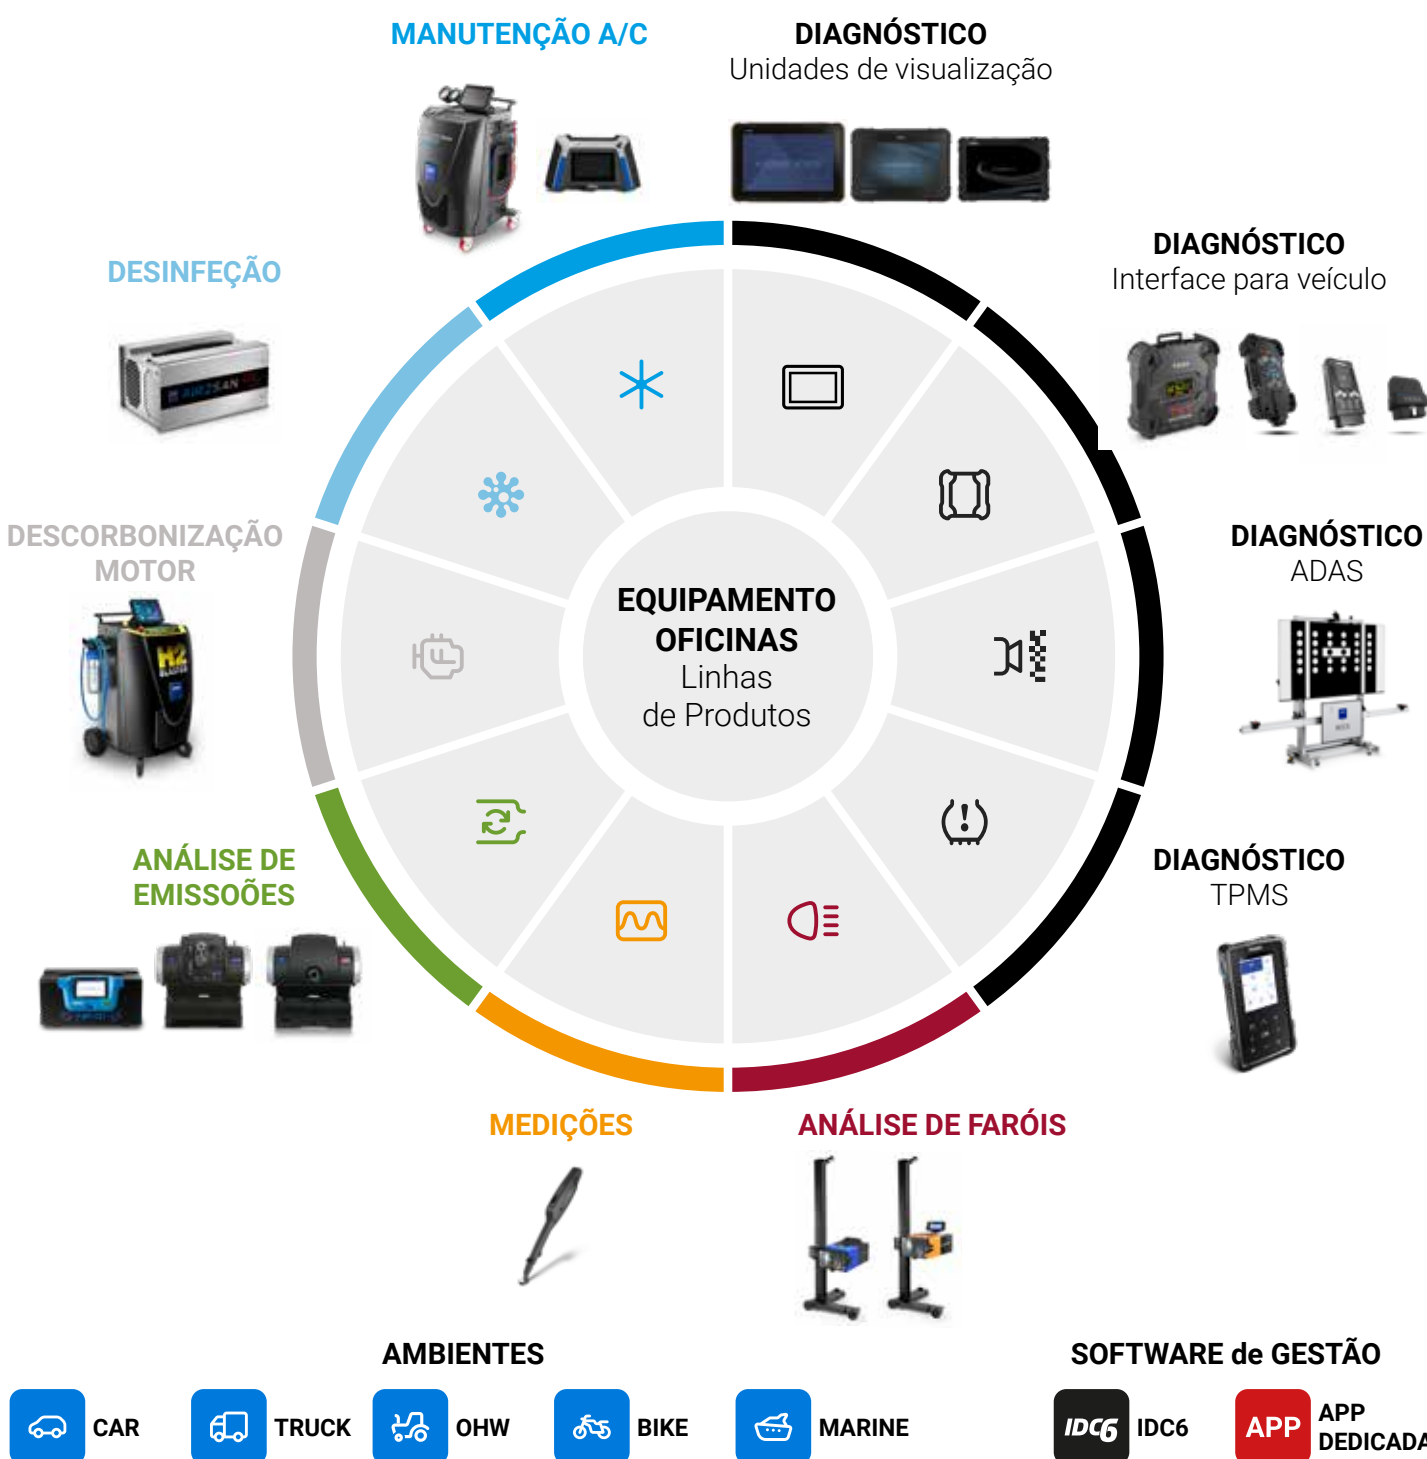 MANUTENÇÃO A/C
DIAGNÓSTICO
Unidades de visualização
DIAGNÓSTICO
Interface para veículo
DESINFEÇÃO
DESCORBONIZAÇÃO
MOTOR
H2
DIAGNÓSTICO
ADAS
EQUIPAMENTO
OFICINAS
Linhas
de Produtos
ANÁLISE DE
EMISSOÕES
DIAGNÓSTICO
TPMS
MEDIÇÕES
ANÁLISE DE FARÓIS
AMBIENTES
SOFTWARE de GESTÃO
CAR
TRUCK
OHW
BIKE
MARINE
IDC6
IDC6
APP
APP
DEDICADA